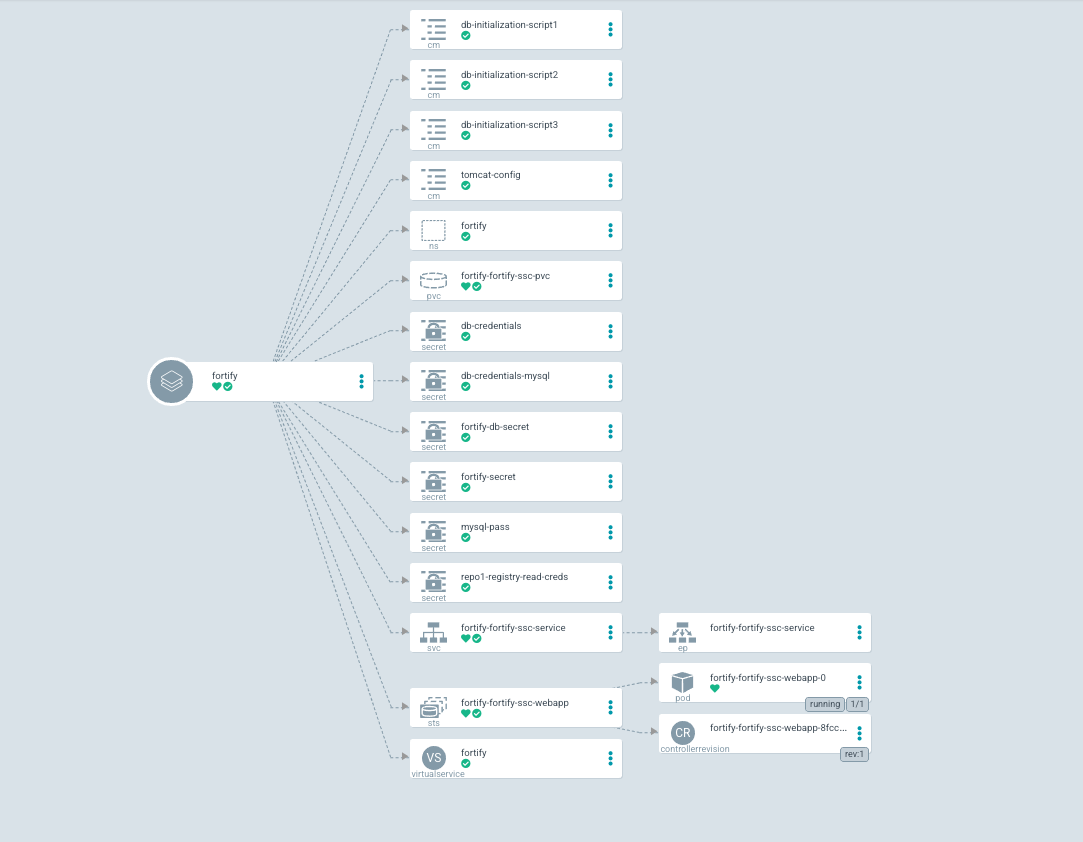 db-initialization-script1
cm
db-initialization-script2
cm
db-initialization-script3
cm
tomcat-config
cm
fortify
ns
fortify-fortify-ssc-pvc
pvc
db-credentials
secret
fortify
db-credentials-mysql
secret
fortify-db-secret
secret
fortify-secret
secret
mysql-pass
secret
repo1-registry-read-creds
secret
fortify-fortify-ssc-service
svc
fortify-fortify-ssc-service
ep
fortify-fortify-ssc-webapp-0
pod
running 1/1
fortify-fortify-ssc-webapp
sts
CR
fortify-fortify-ssc-webapp-8fcc...
controllerrevision
rev:1
VS
fortify
virtualservice